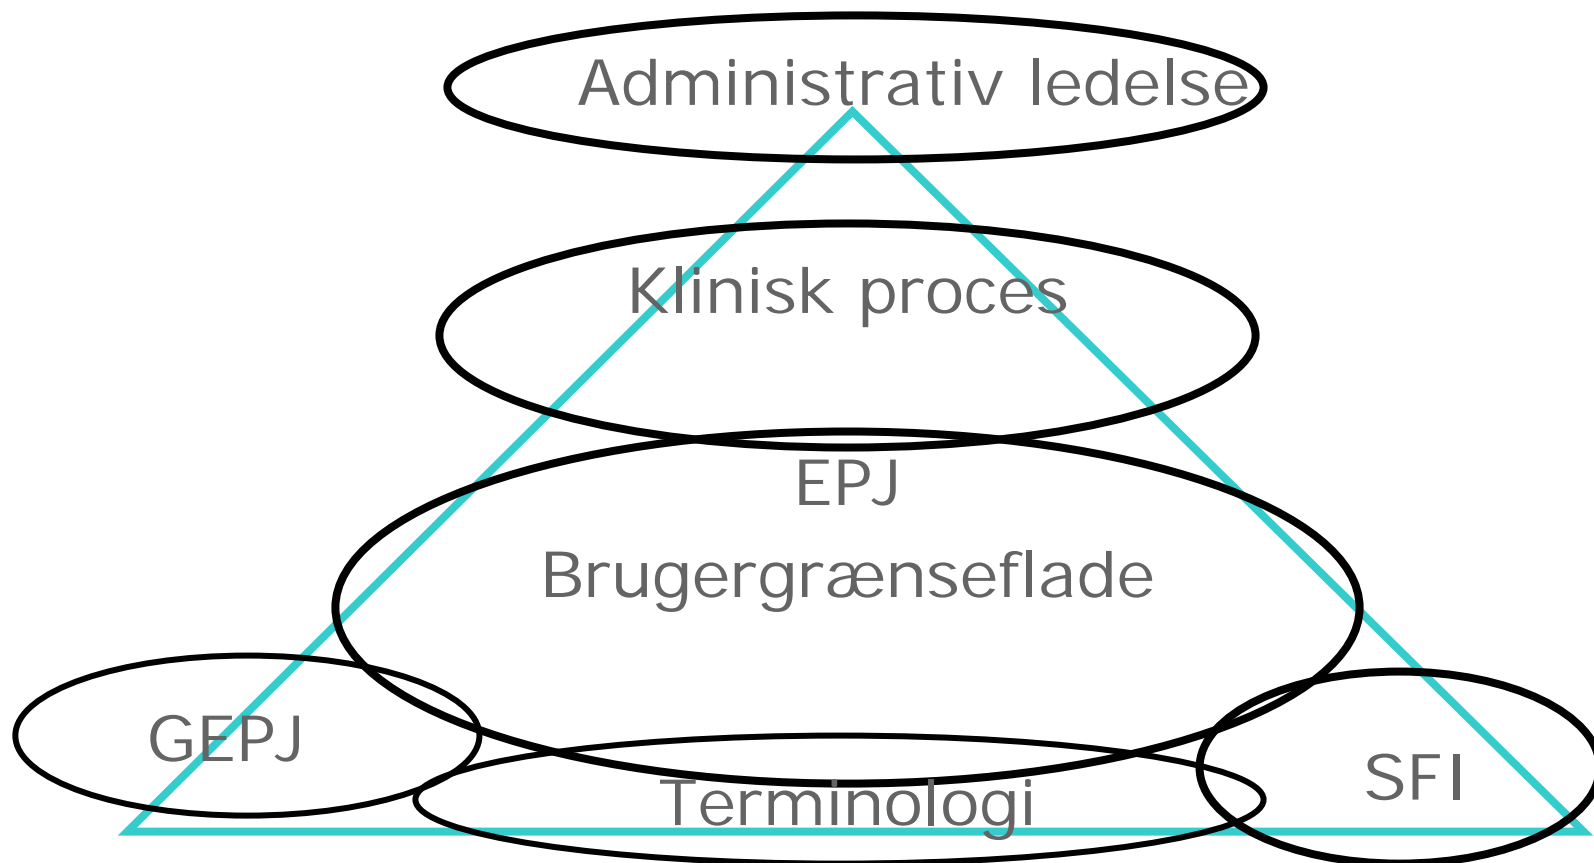 Administrativ ledelse
Klinisk proces
EPJ
Brugergrænseflade
GEPJ
SFI
Terminologi